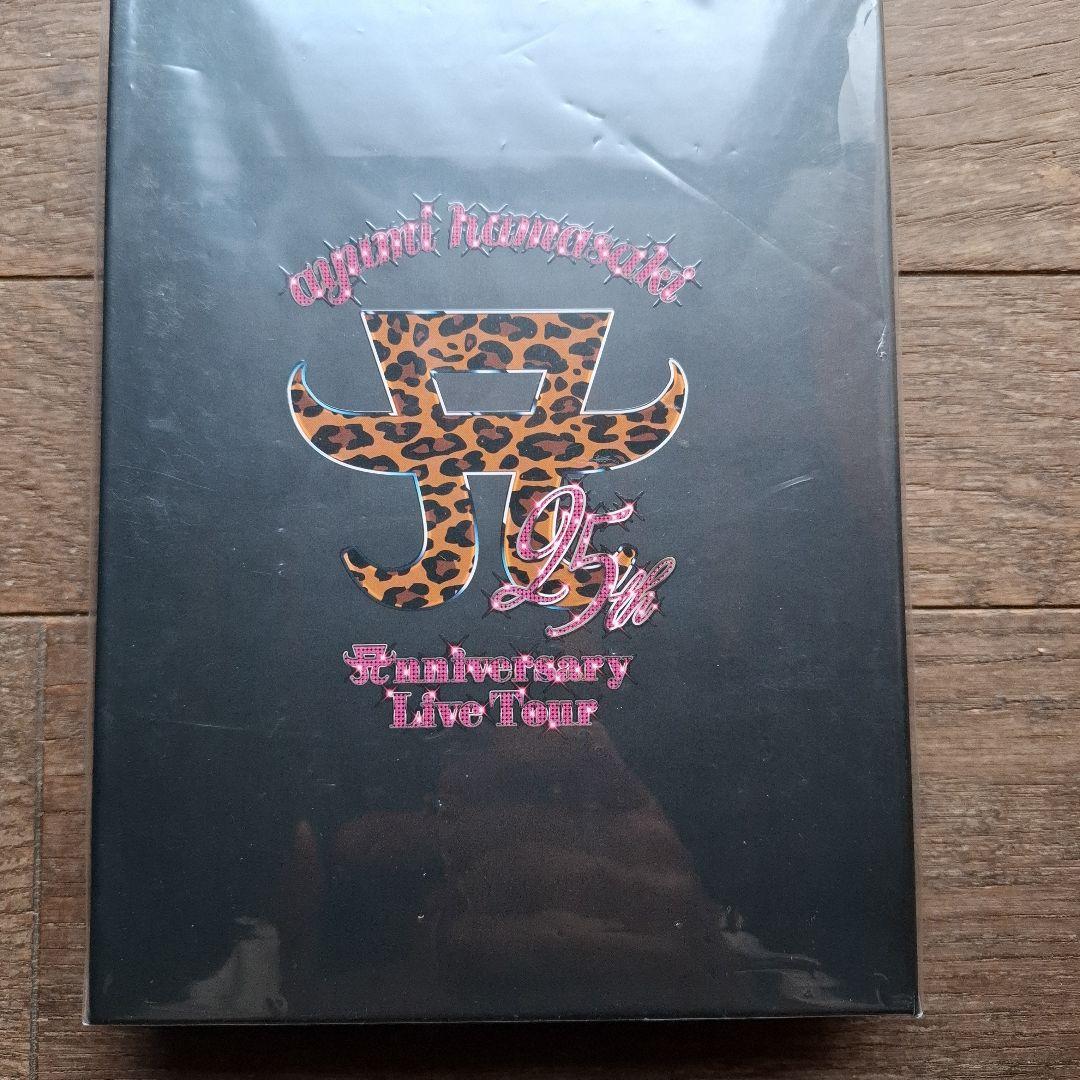 ayumi hamasaki
A
25th
Anniversary
Live Tour